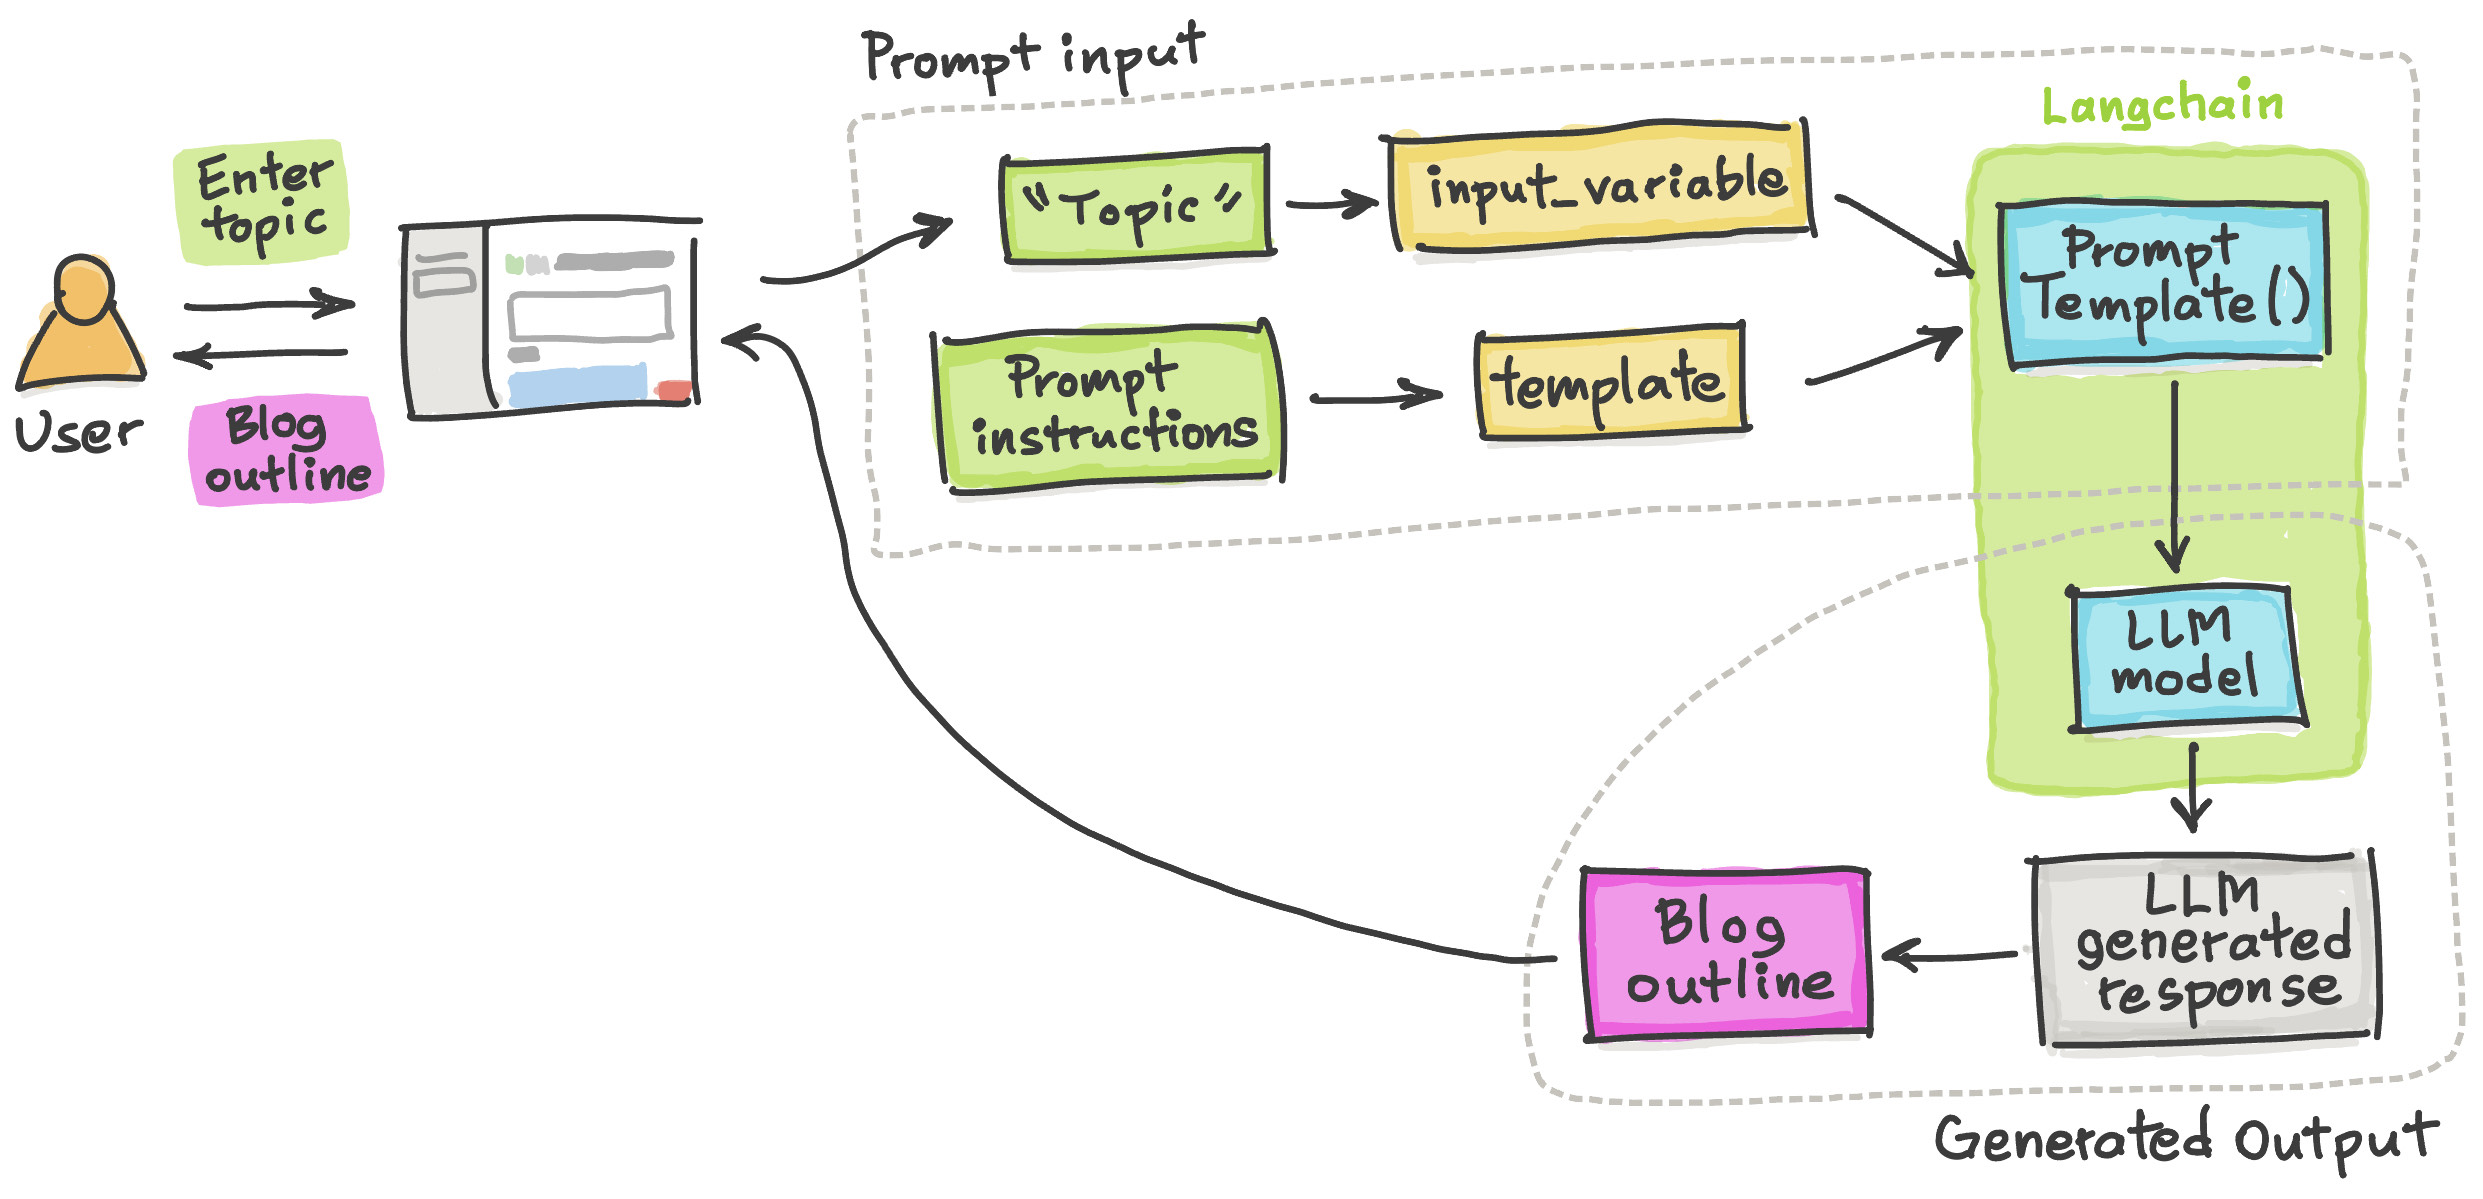 Prompt input
Langchain
Enter
topic
"Topic"
input_variable
Prompt
Template()
User
Blog
outline
Prompt
instructions
template
LLM
model
Blog
outline
LLM
generated
response
Generated Output